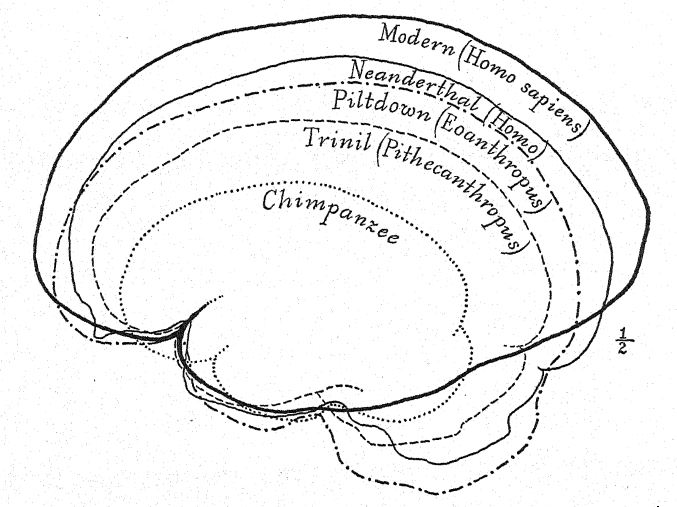 Modern (Homo sapiens)
Neanderthal (Homo)
Piltdown (Eoanthropus)
Trinil (Pithecanthropus)
Chimpanzee
1/2